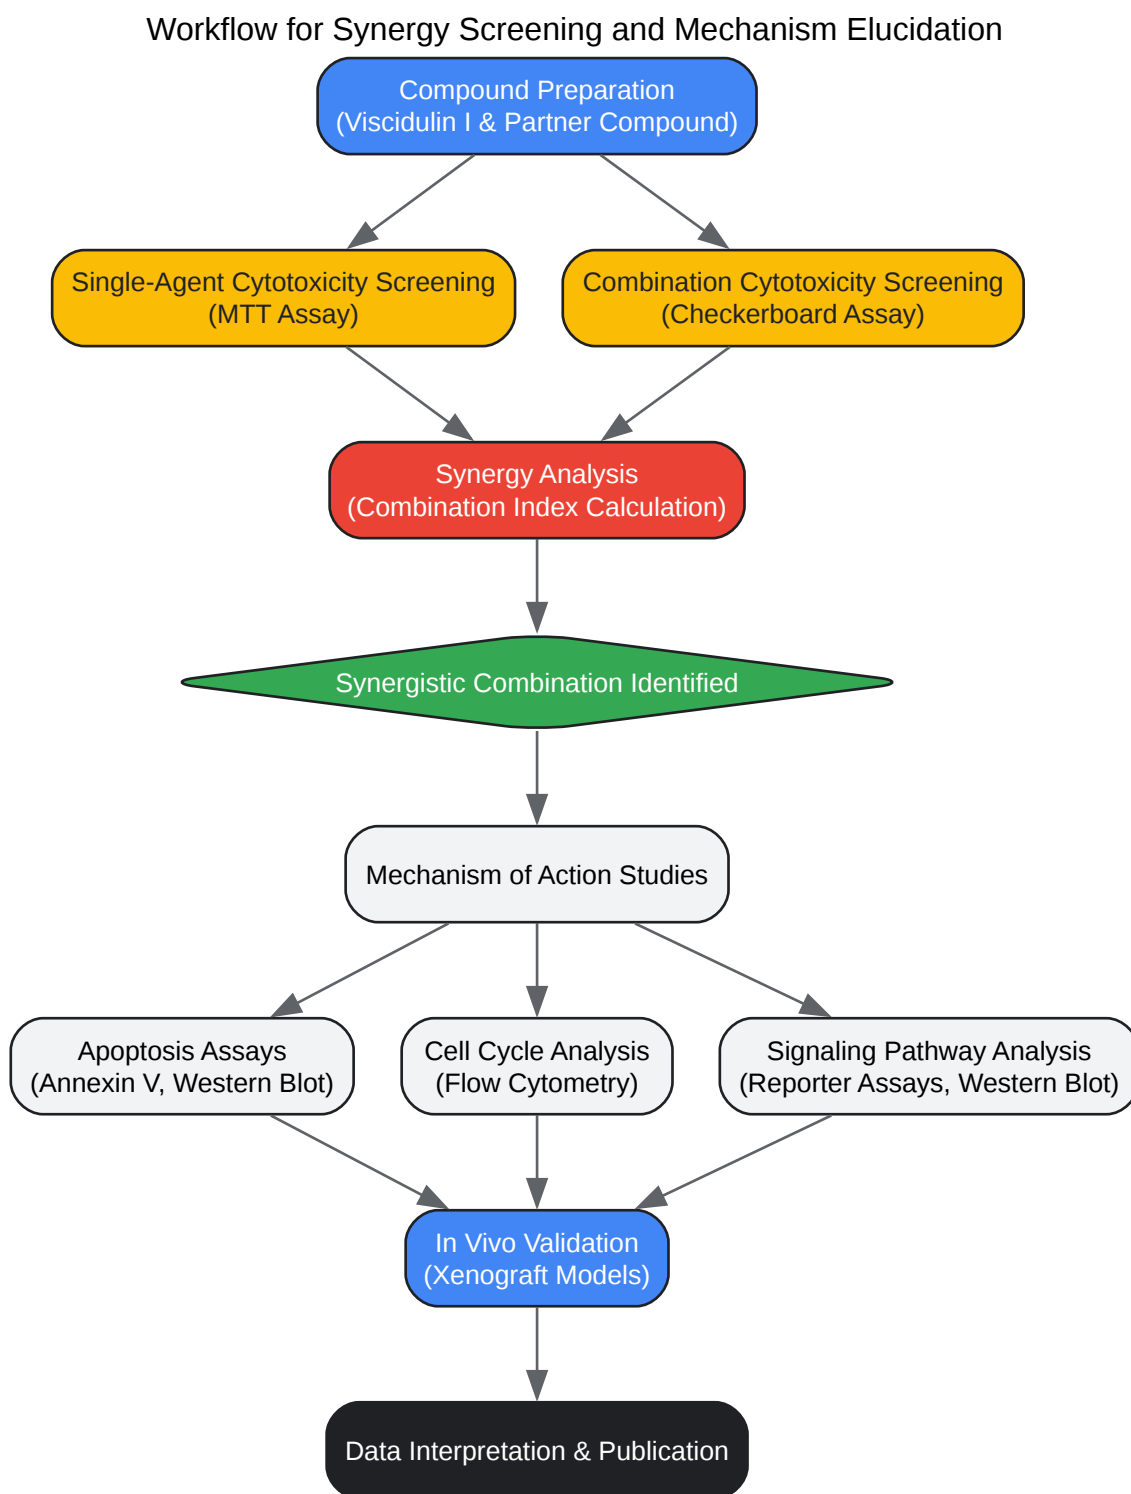 Workflow for Synergy Screening and Mechanism Elucidation
Compound Preparation
(Viscidulin I & Partner Compound)
Single-Agent Cytotoxicity Screening
(MTT Assay)
Combination Cytotoxicity Screening
(Checkerboard Assay)
Synergy Analysis
(Combination Index Calculation)
Synergistic Combination Identified
Mechanism of Action Studies
Apoptosis Assays
(Annexin V, Western Blot)
Cell Cycle Analysis
(Flow Cytometry)
Signaling Pathway Analysis
(Reporter Assays, Western Blot)
In Vivo Validation
(Xenograft Models)
Data Interpretation & Publication